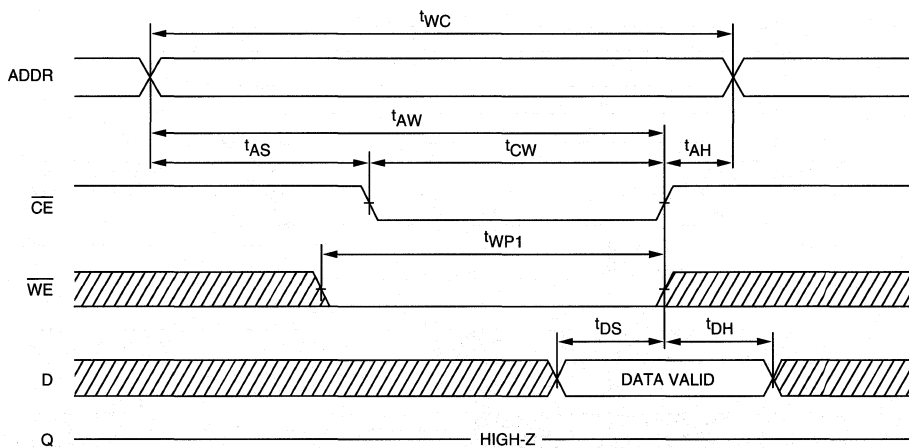 tWC
ADDR
tAW
tAS
tCW
tAH
CE
tWP1
WE
tDS
tDH
D
DATA VALID
Q
HIGH-Z